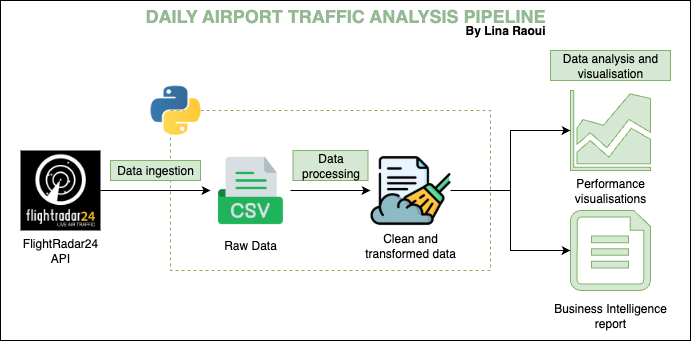 DAILY AIRPORT TRAFFIC ANALYSIS PIPELINE
By Lina Raoui
Data analysis and
visualisation
Data ingestion
Data
processing
flightradar24
LIVE AIR TRAFFIC
CSV
FlightRadar24
API
Raw Data
Clean and
transformed data
Performance
visualisations
Business Intelligence
report